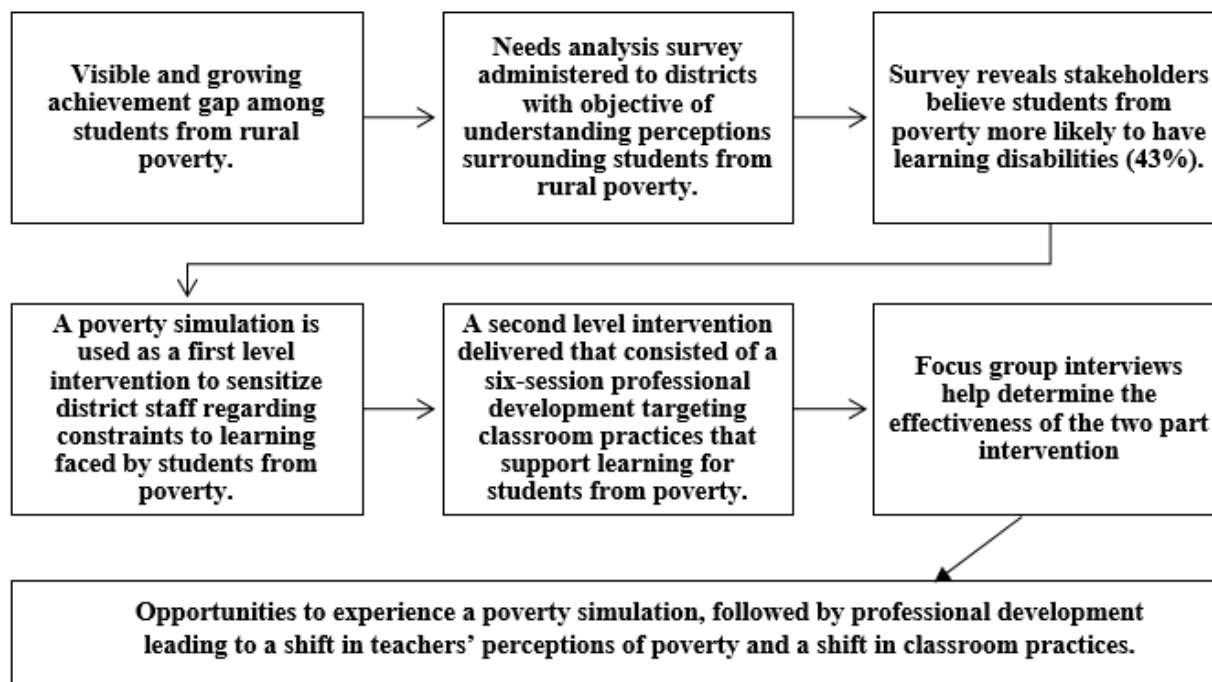 Visible and growing
achievement gap among
students from rural
poverty.
Needs analysis survey
administered to districts
with objective of
understanding perceptions
surrounding students from
rural poverty.
Survey reveals stakeholders
believe students from
poverty more likely to have
learning disabilities (43%).
A poverty simulation is
used as a first level
intervention to sensitize
district staff regarding
constraints to learning
faced by students from
poverty.
A second level intervention
delivered that consisted of a
six-session professional
development targeting
classroom practices that
support learning for
students from poverty.
Focus group interviews
help determine the
effectiveness of the two part
intervention
Opportunities to experience a poverty simulation, followed by professional development
leading to a shift in teachers’ perceptions of poverty and a shift in classroom practices.